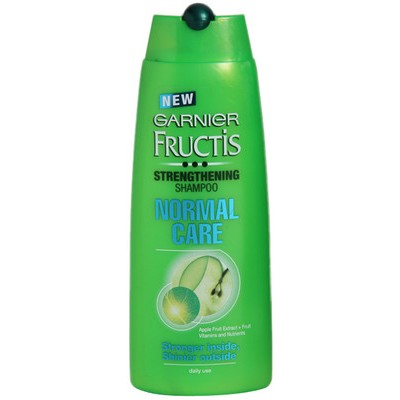 NEW
GARNIER
FRUCTIS
STRENGTHENING
SHAMPOO
NORMAL
CARE
Apple Fruit Extract + Fruit
Vitamins and Nutrients
Stronger inside,
Shinier outside
daily use